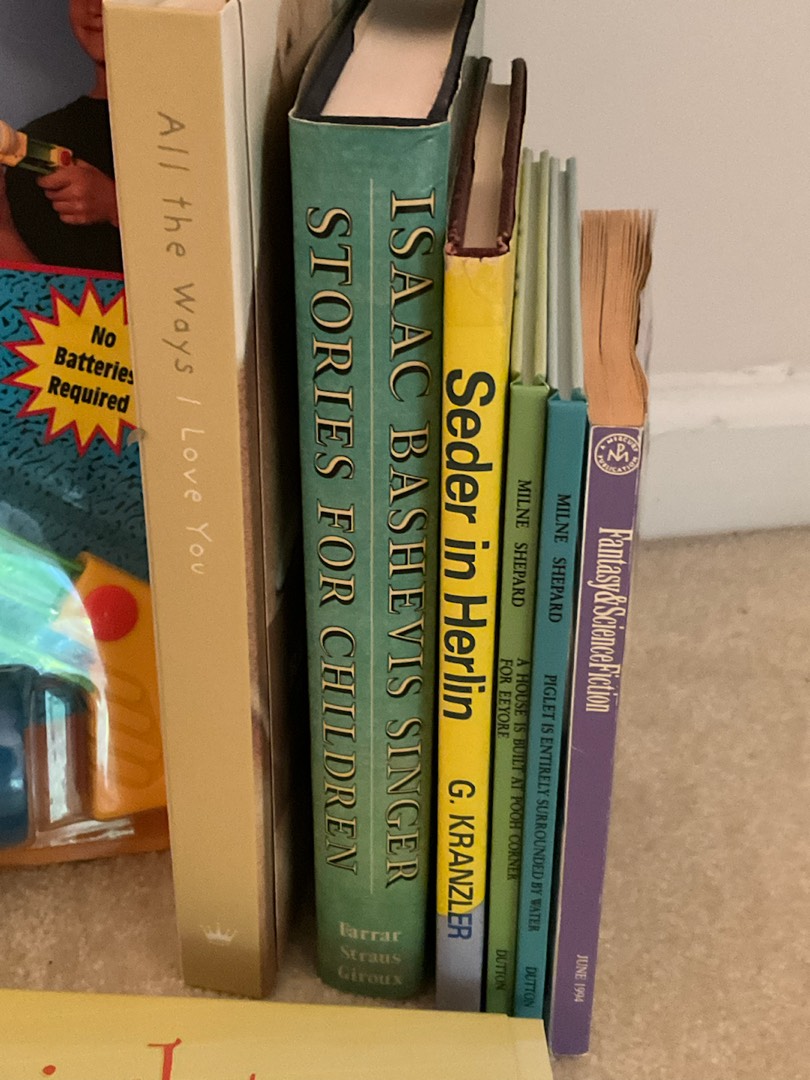 No
Batteries
Required
All the Ways I Love You
ISAAC BASHEVIS SINGER
STORIES FOR CHILDREN
Farrar
Straus
Giroux
Seder in Herlin G. KRANZLER
MILNE SHEPARD A HOUSE IS BUILT AT POOH CORNER
FOR EEYORE DUTTON
MILNE SHEPARD PIGLET IS ENTIRELY SURROUNDED BY WATER DUTTON
A MERCURY
PUBLICATION
Fantasy&ScienceFiction JUNE 1994